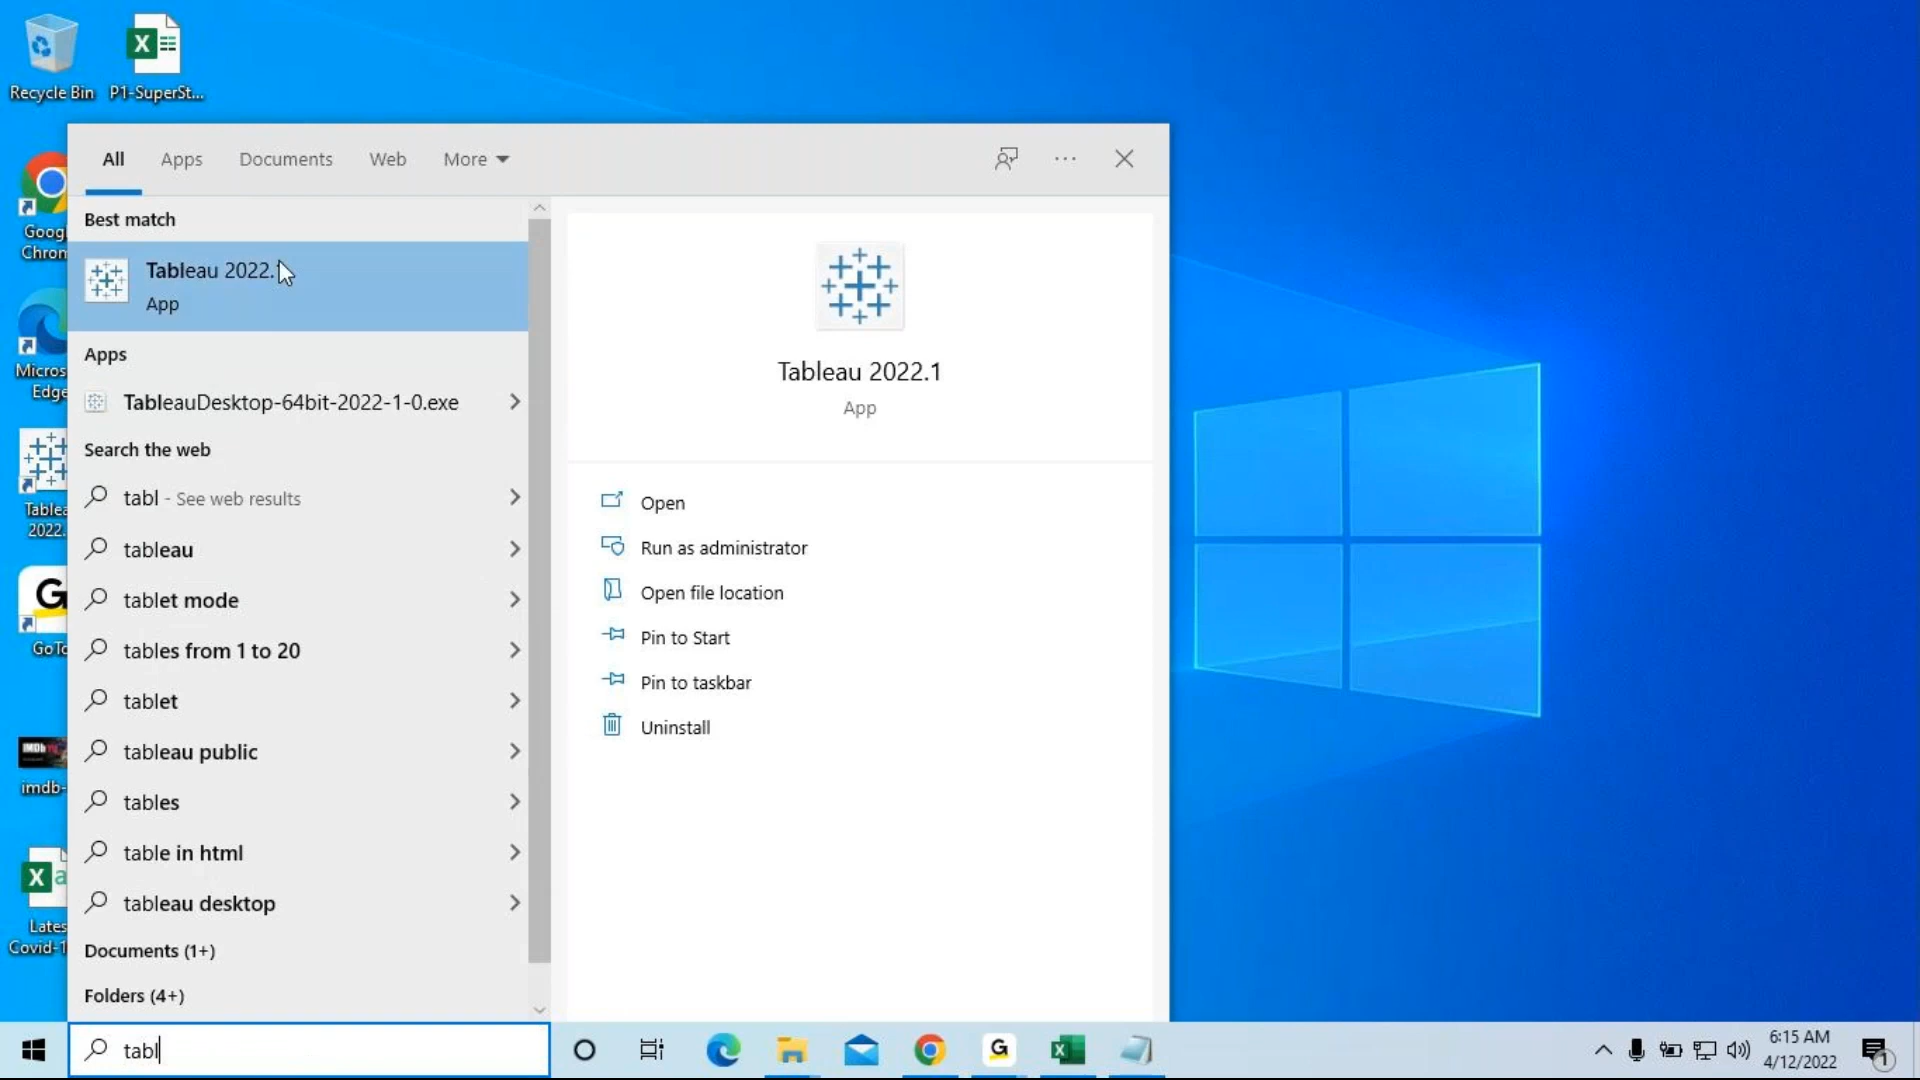 Recycle Bin
P1-SuperSt...
All
Apps
Documents
Web
More
Best match
Tableau 2022.
App
Apps
TableauDesktop-64bit-2022-1-0.exe
Search the web
tabl - See web results
tableau
tablet mode
tables from 1 to 20
tablet
tableau public
tables
table in html
tableau desktop
Documents (1+)
Folders (4+)
Tableau 2022.1
App
Open
Run as administrator
Open file location
Pin to Start
Pin to taskbar
Uninstall
Goog
Chrom
Micros
Edge
Tablea
2022.
G
GoTo
IMDb
imdb-
X a
Lates
Covid-1
tabl
G
6:15 AM
4/12/2022
1